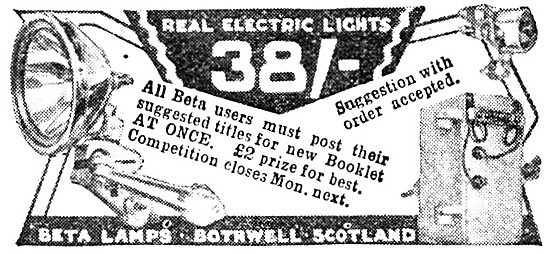 REAL ELECTRIC LIGHTS
38/-
All Beta users must post their
suggested titles for new Booklet
AT ONCE. £2 prize for best.
Competition closes Mon. next.
Suggestion with
order accepted.
BETA LAMPS · BOTHWELL · SCOTLAND